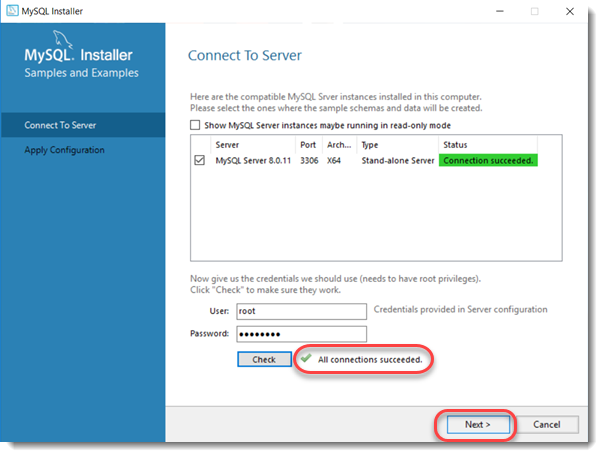 MySQL Installer
MySQL. Installer
Samples and Examples
Connect To Server
Apply Configuration
Connect To Server
Here are the compatible MySQL Srver instances installed in this computer.
Please select the ones where the sample schemas and data will be created.
Show MySQL Server instances maybe running in read-only mode
Server Port Arch... Type Status
MySQL Server 8.0.11 3306 X64 Stand-alone Server Connection succeeded.
Now give us the credentials we should use (needs to have root privileges).
Click "Check" to make sure they work.
User: root Credentials provided in Server configuration
Password: ••••••••
Check All connections succeeded.
Next > Cancel